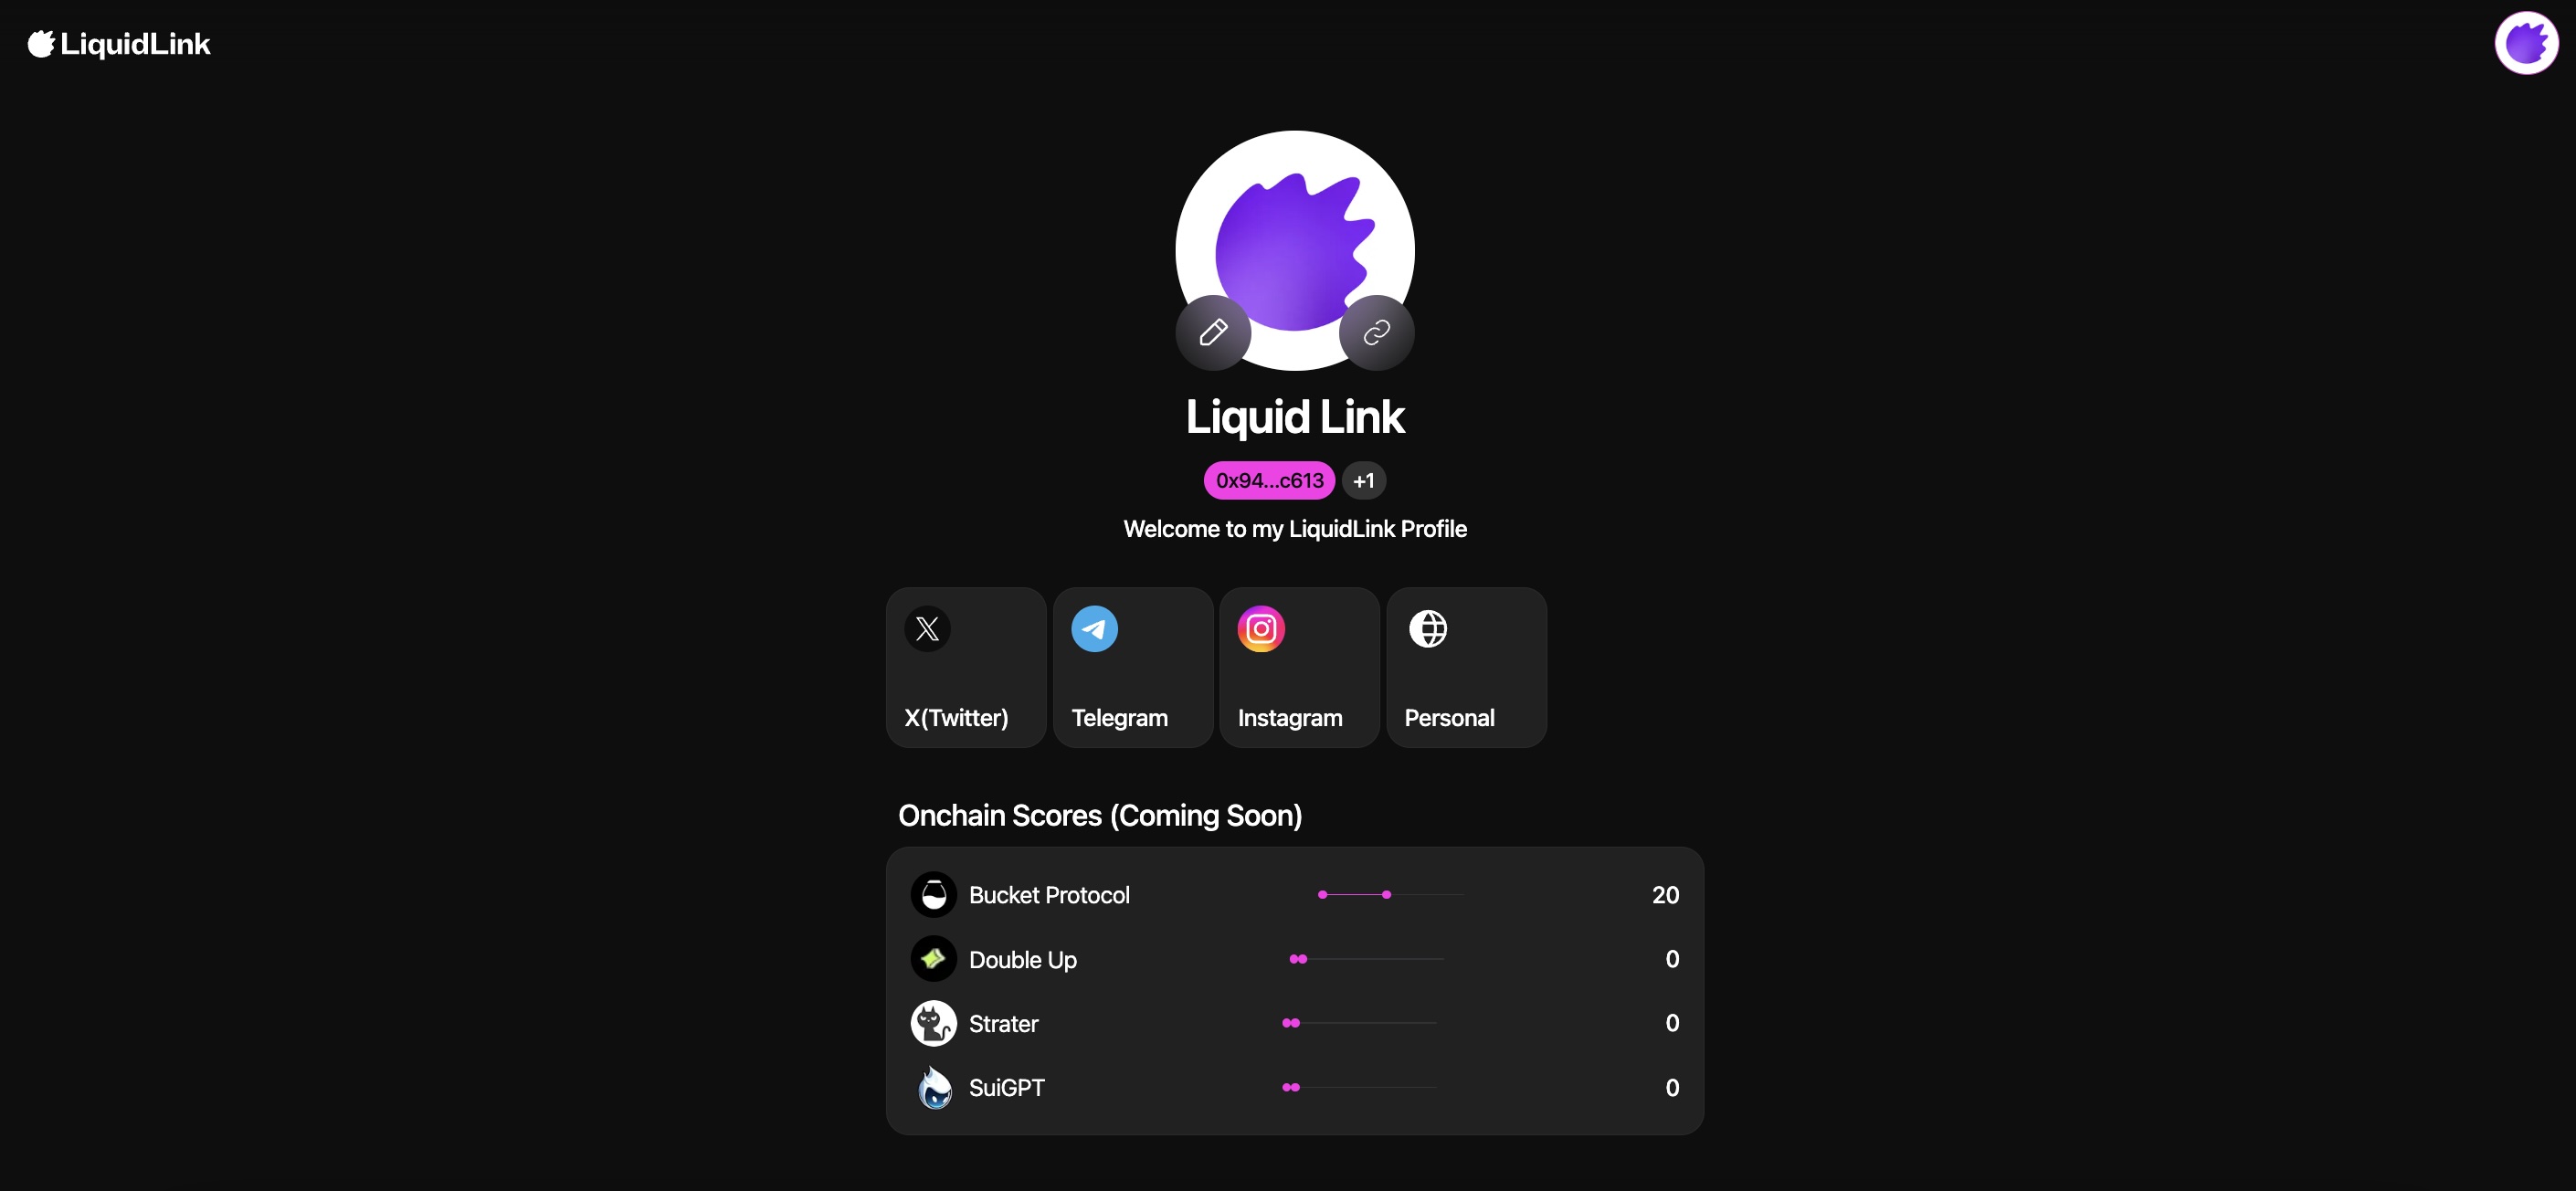 LiquidLink
Liquid Link
0x94...c613 +1
Welcome to my LiquidLink Profile
X(Twitter) Telegram Instagram Personal
Onchain Scores (Coming Soon)
Bucket Protocol 20
Double Up 0
Strater 0
SuiGPT 0